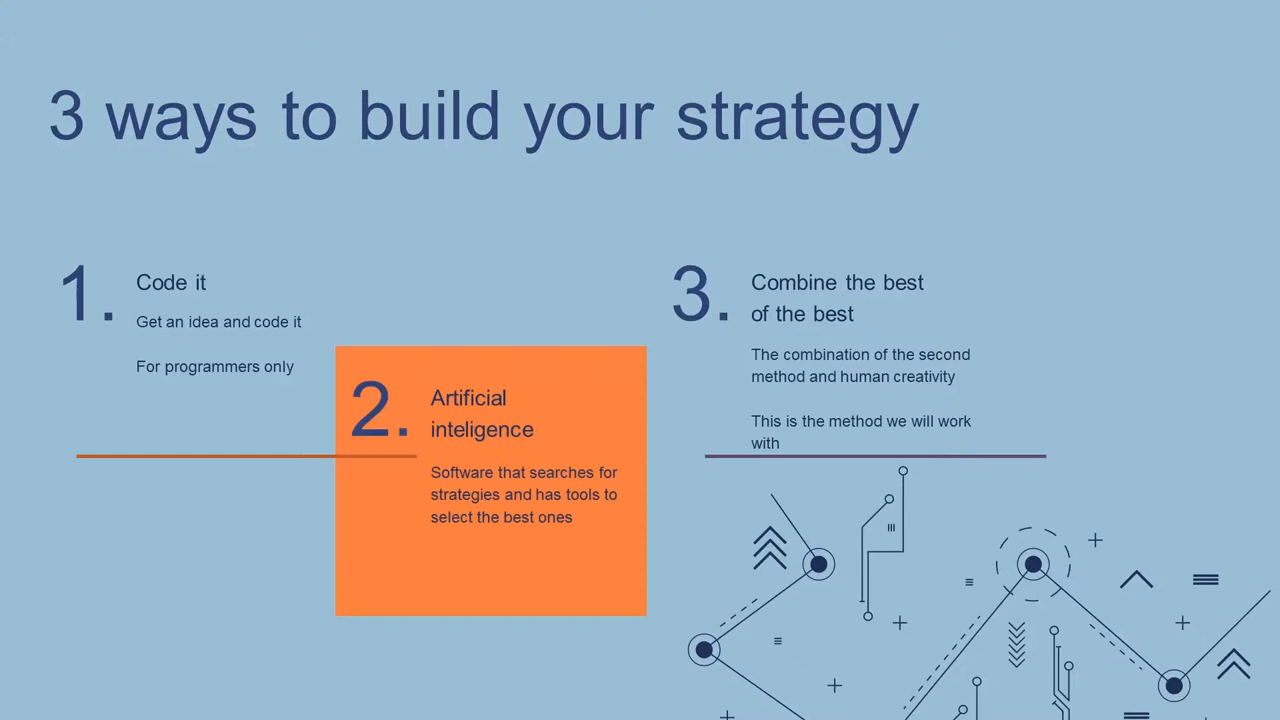 3 ways to build your strategy
1.
Code it
Get an idea and code it
For programmers only
2.
Artificial
inteligence
Software that searches for
strategies and has tools to
select the best ones
3.
Combine the best
of the best
The combination of the second
method and human creativity
This is the method we will work
with